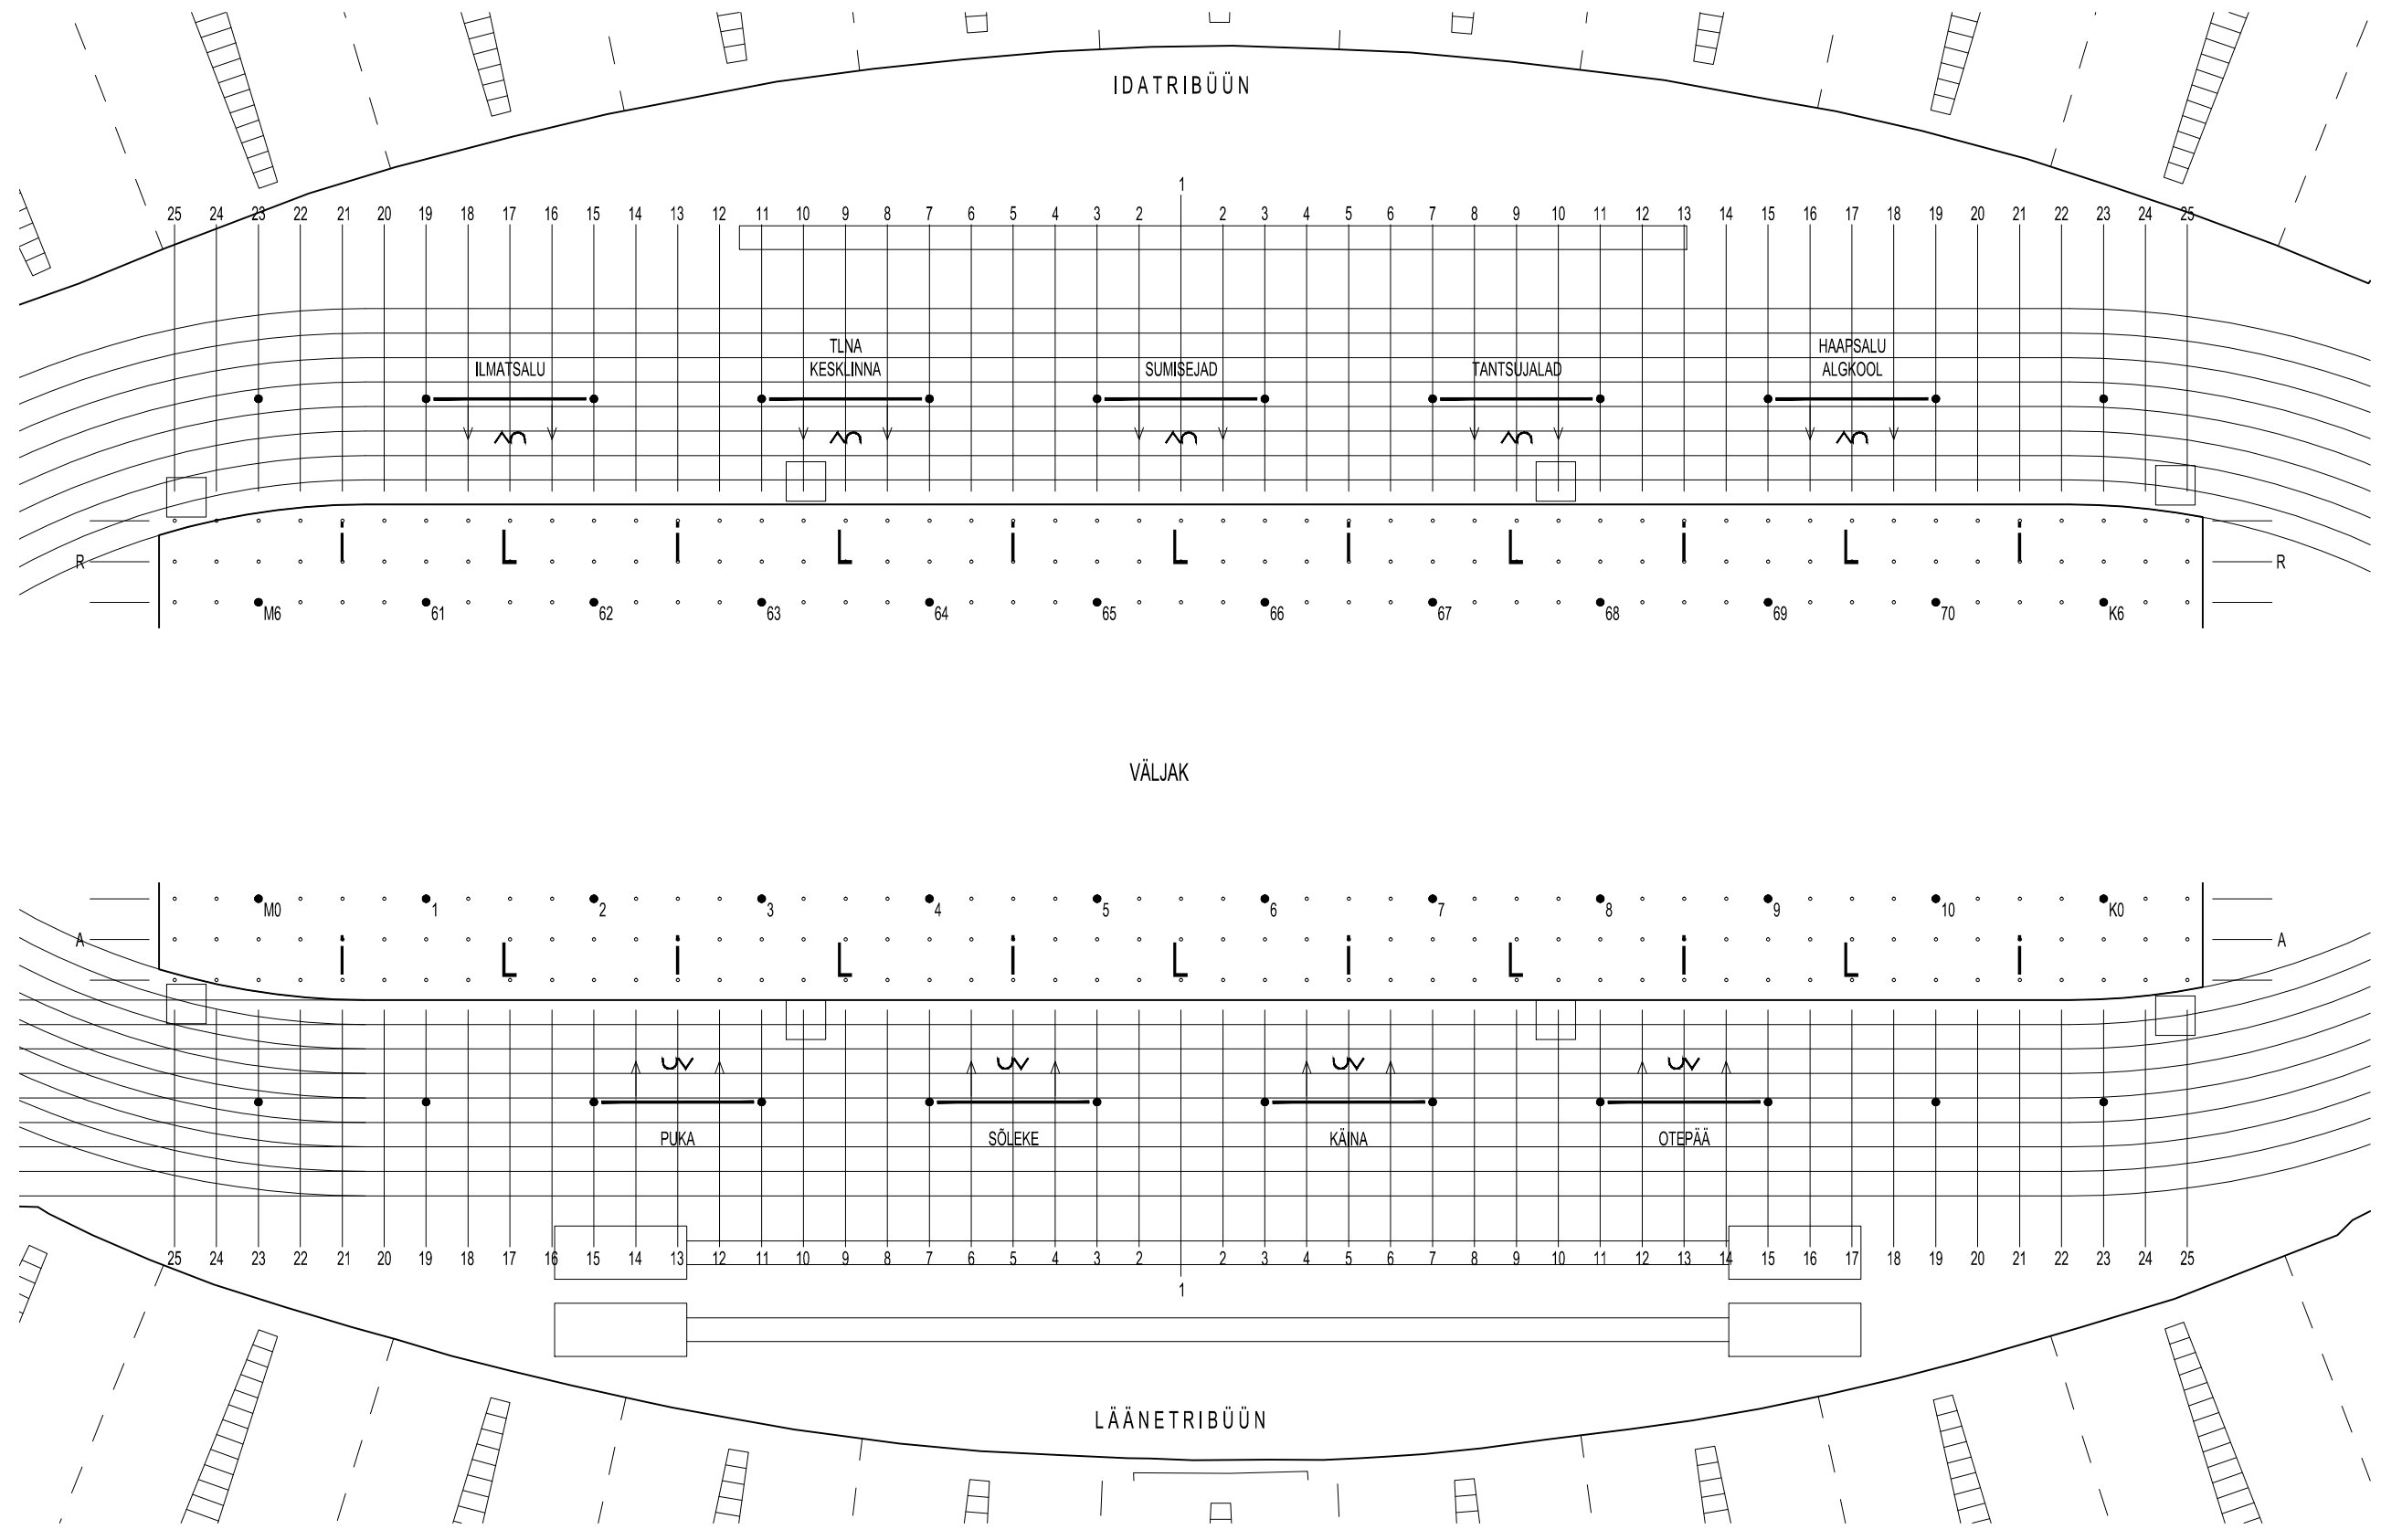 IDATRIBÜÜN
1
25 24 23 22 21 20 19 18 17 16 15 14 13 12 11 10 9 8 7 6 5 4 3 2 2 3 4 5 6 7 8 9 10 11 12 13 14 15 16 17 18 19 20 21 22 23 24 25
TLNA HAAPSALU
ILMATSALU KESKLINNA SUMISEJAD TANTSUJALAD ALGKOOL
i L i L i L i L i L i
R R
M6 61 62 63 64 65 66 67 68 69 70 K6
VÄLJAK
M0 1 2 3 4 5 6 7 8 9 10 K0
A A
i L i L i L i L i L i
UV UV UV UV
PUKA SÕLEKE KÄINA OTEPÄÄ
25 24 23 22 21 20 19 18 17 16 15 14 13 12 11 10 9 8 7 6 5 4 3 2 2 3 4 5 6 7 8 9 10 11 12 13 14 15 16 17 18 19 20 21 22 23 24 25
1
LÄÄNETRIBÜÜN